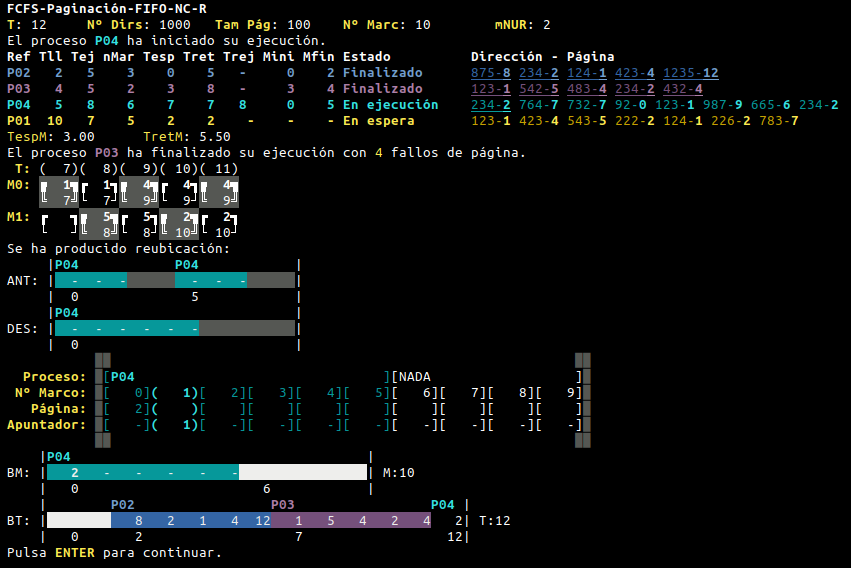 FCFS-Paginación-FIFO-NC-R
T: 12 Nº Dirs: 1000 Tam Pág: 100 Nº Marc: 10 mNUR: 2
El proceso P04 ha iniciado su ejecución.
Ref Tll Tej nMar Tesp Tret Trej Mini Mfin Estado Dirección - Página
P02 2 5 3 0 5 - 0 2 Finalizado 875-8 234-2 124-1 423-4 1235-12
P03 4 5 2 3 8 - 3 4 Finalizado 123-1 542-5 483-4 234-2 432-4
P04 5 8 6 7 7 8 0 5 En ejecución 234-2 764-7 732-7 92-0 123-1 987-9 665-6 234-2
P01 10 7 5 2 2 - - - En espera 123-1 423-4 543-5 222-2 124-1 226-2 783-7
TespM: 3.00 TretM: 5.50
El proceso P03 ha finalizado su ejecución con 4 fallos de página.
T: ( 7)( 8)( 9)( 10)( 11)
M0: 1 1 4 4 4
7 7 9 9 9
M1: 5 5 2 2
8 8 10 10
Se ha producido reubicación:
|P04 P04 |
ANT: | - - - - - - |
| 0 5 |
|P04 |
DES: | - - - - - - |
| 0 |
Proceso: [P04 ][NADA ]
Nº Marco: [ 0]( 1)[ 2][ 3][ 4][ 5][ 6][ 7][ 8][ 9]
Página: [ 2]( )[ ][ ][ ][ ][ ][ ][ ][ ]
Apuntador: [ -]( 1)[ -][ -][ -][ -][ -][ -][ -][ -]
|P04 |
BM: | 2 - - - - - | M:10
| 0 6 |
| P02 P03 P04 |
BT: | 8 2 1 4 12 1 5 4 2 4 2| T:12
| 0 2 7 12|
Pulsa ENTER para continuar.